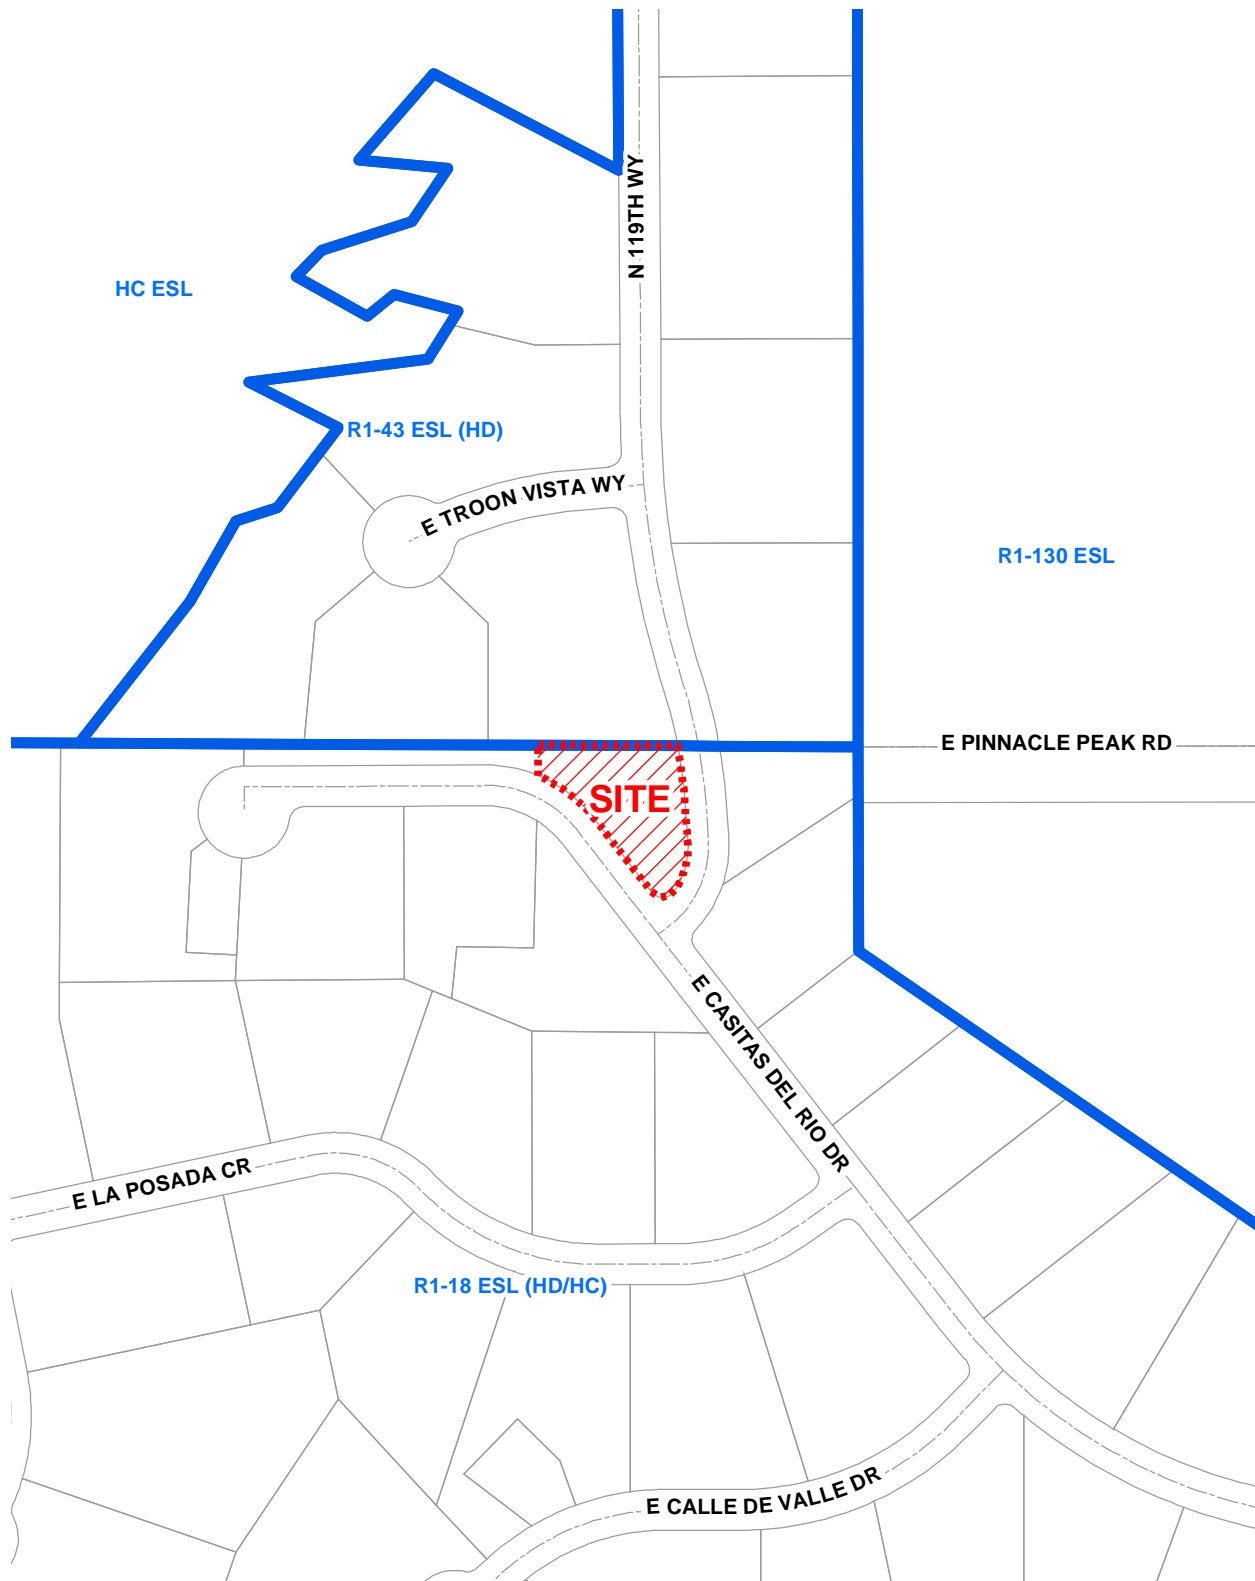 N 119TH WY
HC ESL
R1-43 ESL (HD)
E TROON VISTA WY
R1-130 ESL
E PINNACLE PEAK RD
SITE
E CASITAS DEL RIO DR
E LA POSADA CR
R1-18 ESL (HD/HC)
E CALLE DE VALLE DR